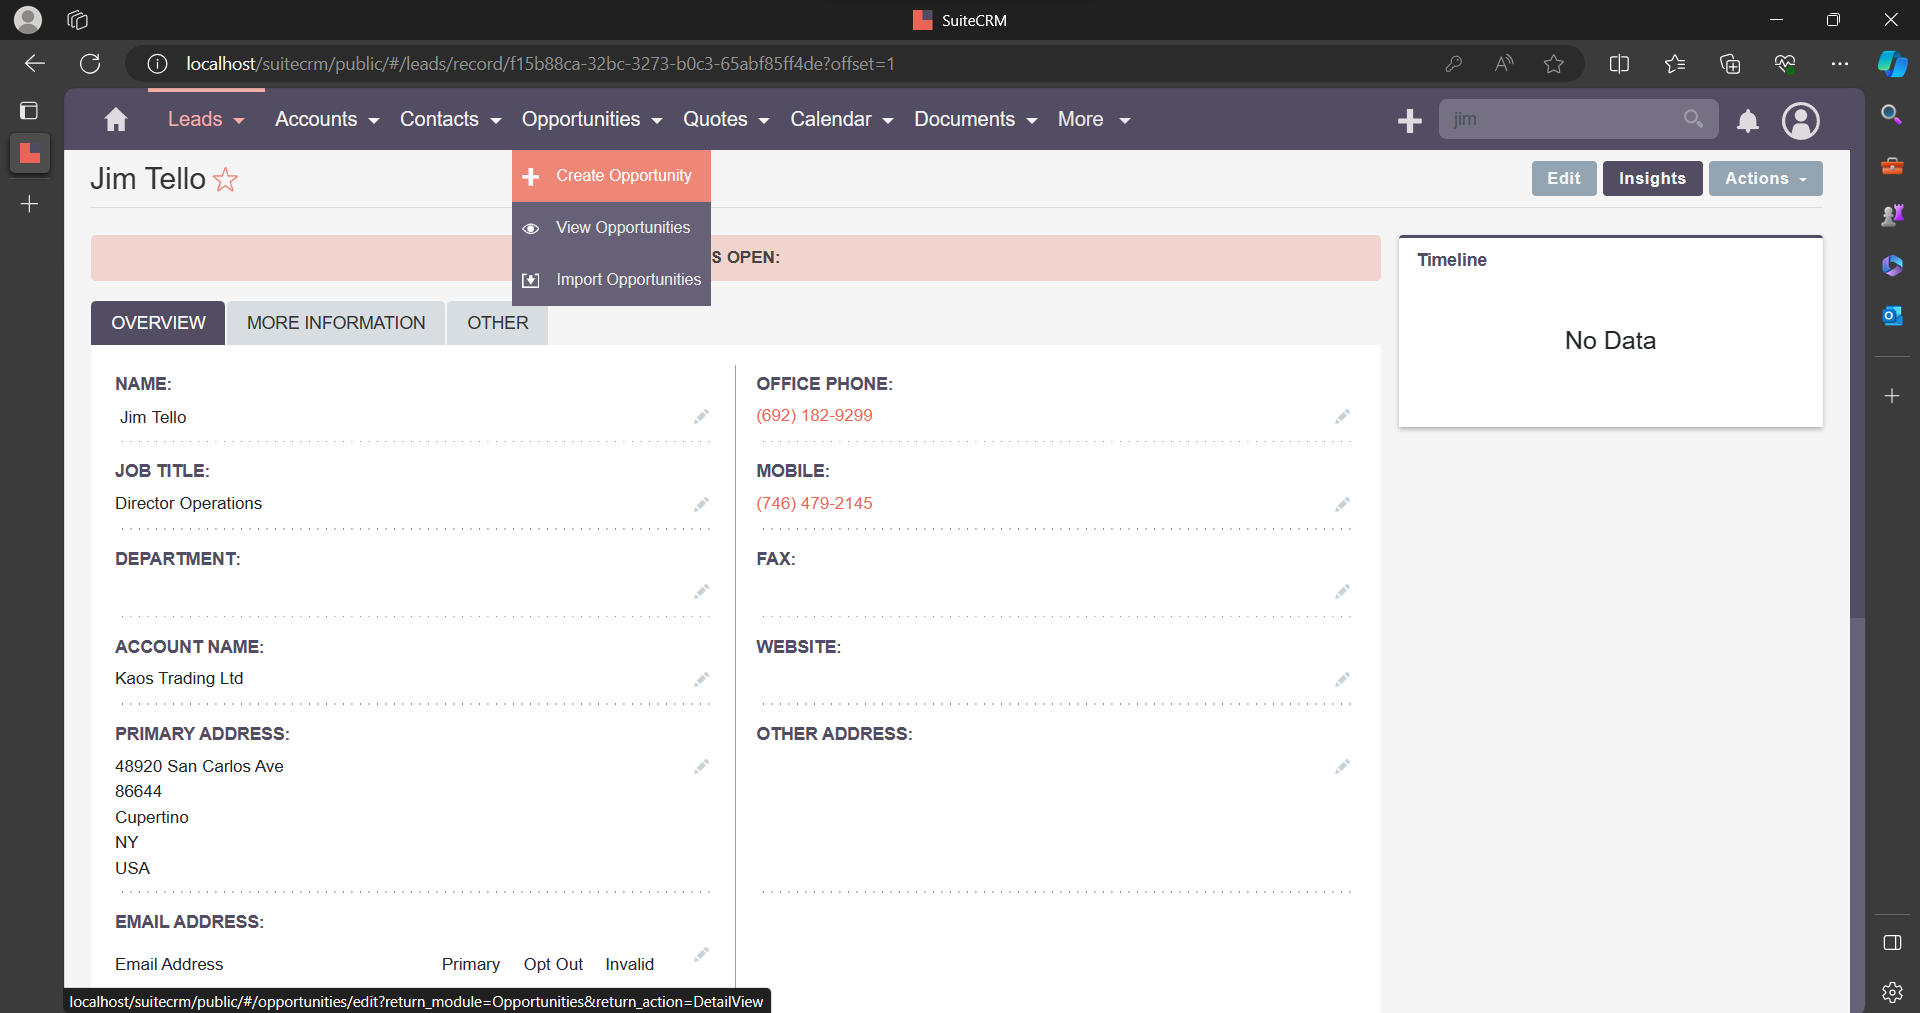 SuiteCRM
localhost/suitecrm/public/#/leads/record/f15b88ca-32bc-3273-b0c3-65abf85ff4de?offset=1
Leads Accounts Contacts Opportunities Quotes Calendar Documents More jim
Jim Tello Create Opportunity Edit Insights Actions
View Opportunities
S OPEN: Timeline
Import Opportunities
OVERVIEW MORE INFORMATION OTHER
No Data
NAME: OFFICE PHONE:
Jim Tello (692) 182-9299
JOB TITLE: MOBILE:
Director Operations (746) 479-2145
DEPARTMENT: FAX:
ACCOUNT NAME: WEBSITE:
Kaos Trading Ltd
PRIMARY ADDRESS: OTHER ADDRESS:
48920 San Carlos Ave
86644
Cupertino
NY
USA
EMAIL ADDRESS:
Email Address Primary Opt Out Invalid
localhost/suitecrm/public/#/opportunities/edit?return_module=Opportunities&return_action=DetailView